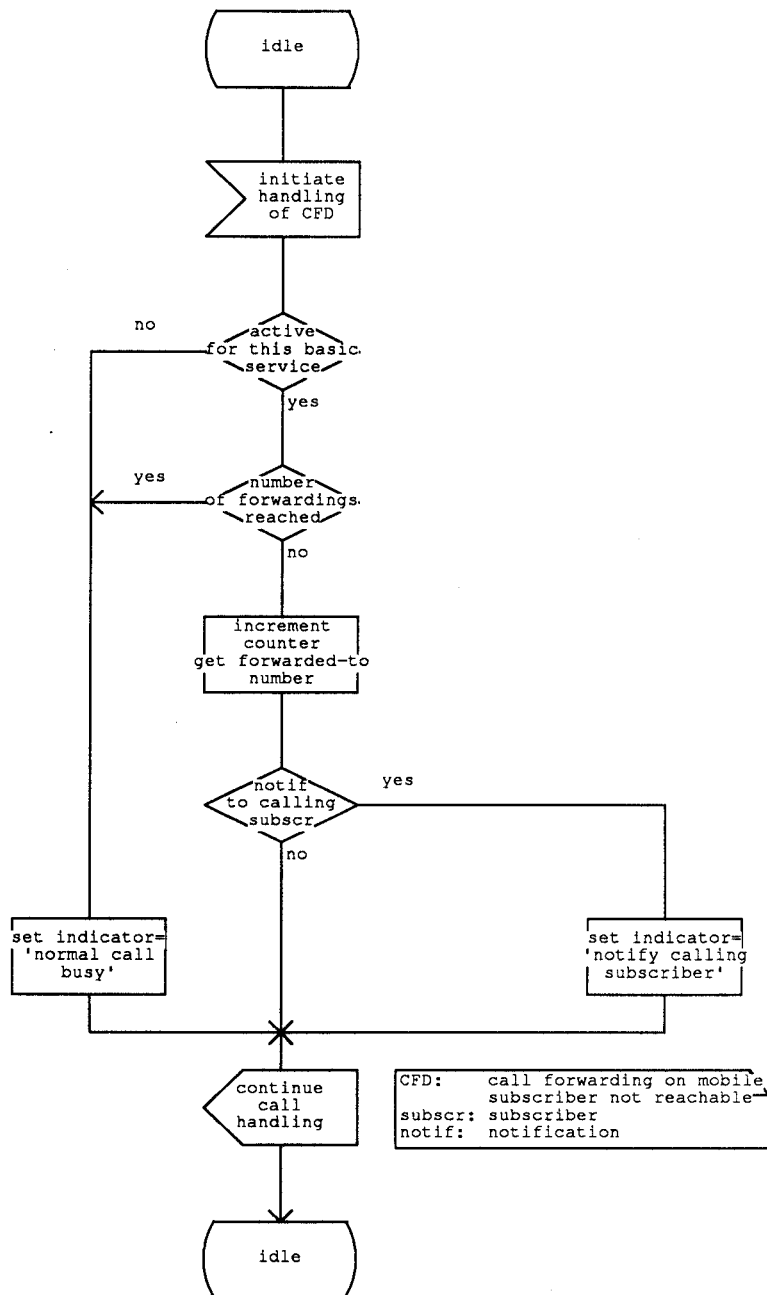 idle
initiate
handling
of CFD
no
active
for this basic
service
yes
yes
number
of forwardings
reached
no
increment
counter
get forwarded-to
number
notif
to calling
subscr
yes
no
set indicator=
'normal call
busy'
set indicator=
'notify calling
subscriber'
continue
call
handling
CFD: call forwarding on mobile
subscriber not reachable
subscr: subscriber
notif: notification
idle